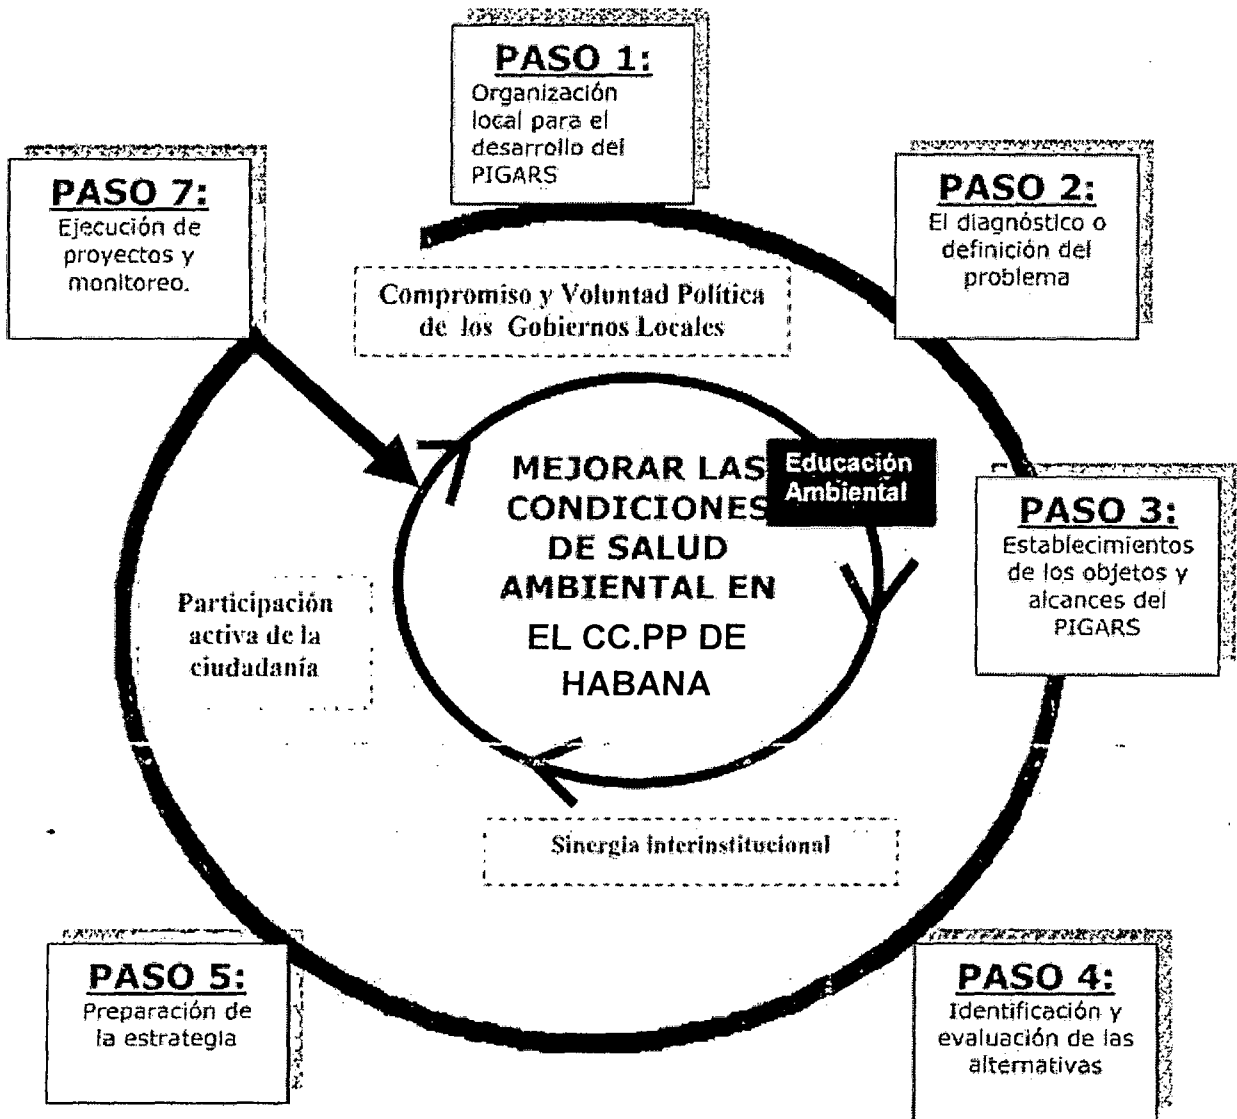 PASO 1:
Organización
local para el
desarrollo del
PIGARS
PASO 2:
El diagnóstico o
definición del
problema
PASO 3:
Establecimientos
de los objetos y
alcances del
PIGARS
PASO 4:
Identificación y
evaluación de las
alternativas
PASO 5:
Preparación de
la estrategia
PASO 7:
Ejecución de
proyectos y
monitoreo.
Compromiso y Voluntad Política
de los Gobiernos Locales
Educación
Ambiental
MEJORAR LAS
CONDICIONES
DE SALUD
AMBIENTAL EN
EL CC.PP DE
HABANA
Participación
activa de la
ciudadanía
Sinergia interinstitucional